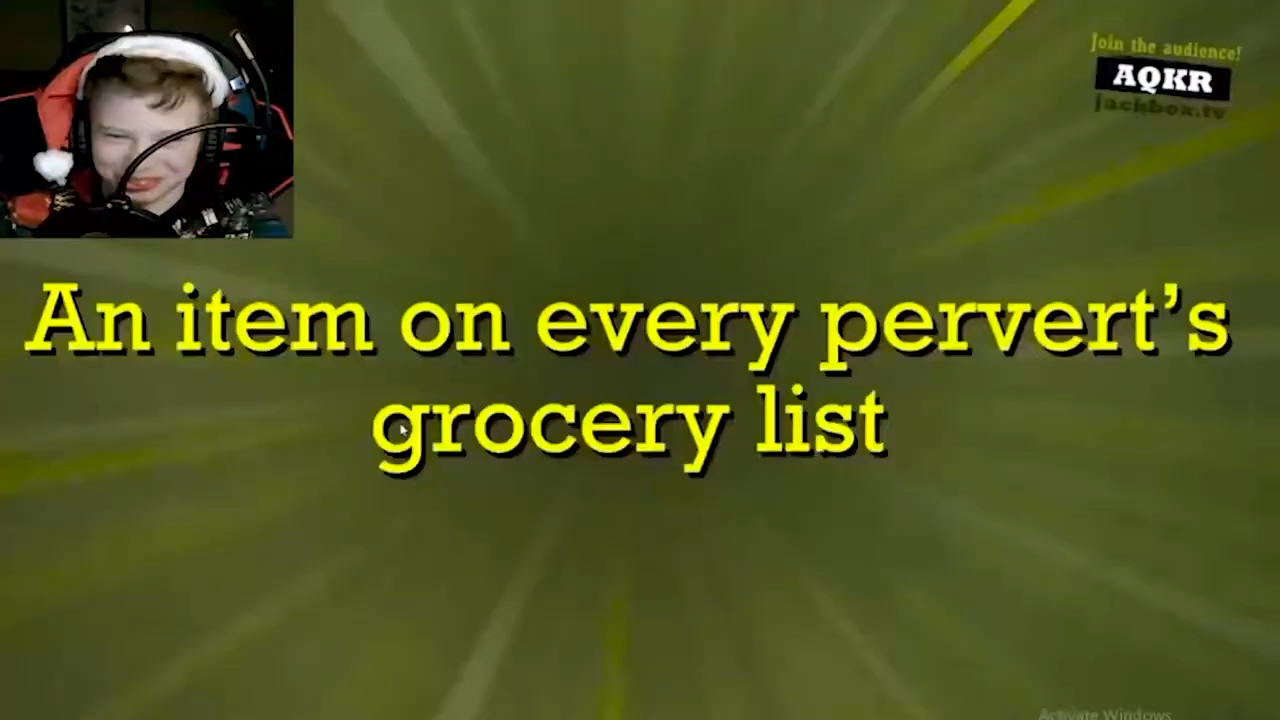 Join the audience!
AQKR
jackbox.tv
An item on every pervert's
grocery list
Activate Windows